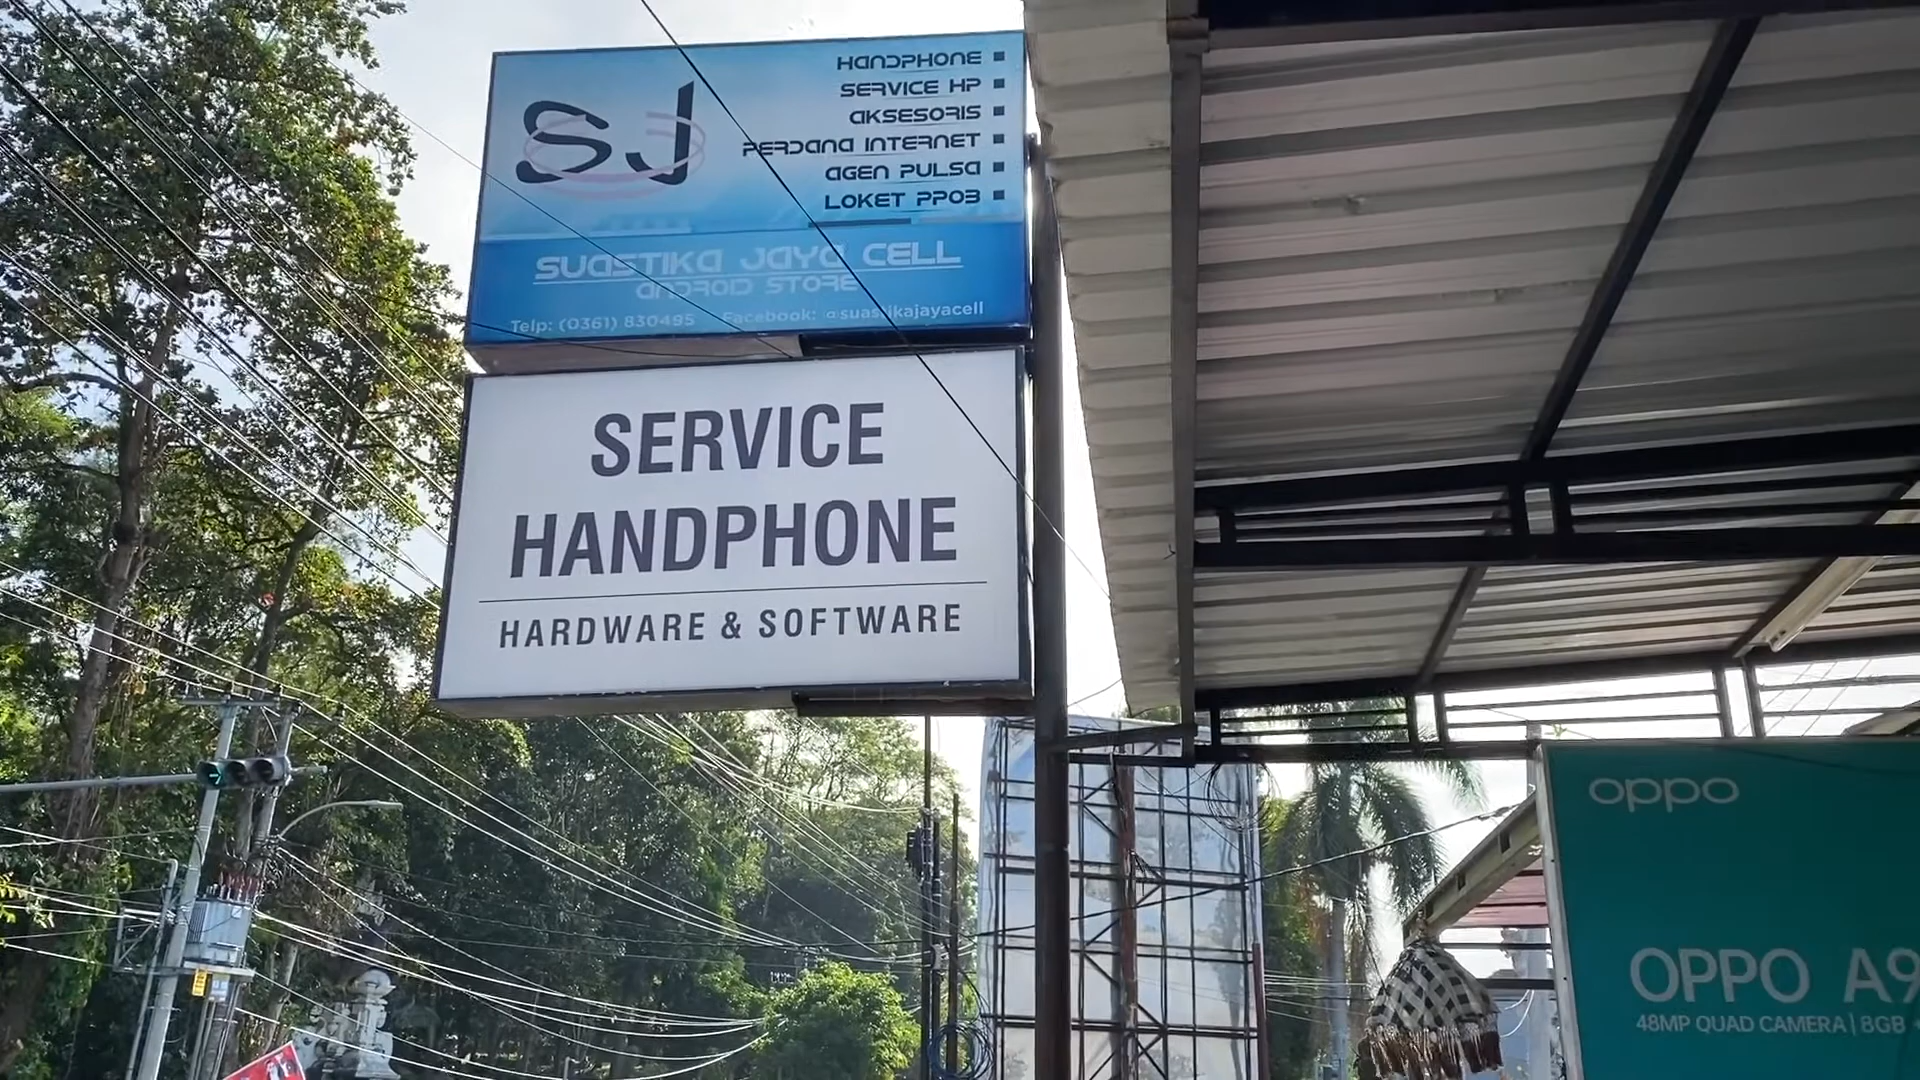 SJ
HANDPHONE
SERVICE HP
AKSESORIS
PERDANA INTERNET
AGEN PULSA
LOKET PPOB
SUASTIKA JAYA CELL
ANDROID STORE
Telp: (0361) 830495 Facebook: @suastikajayacell
SERVICE
HANDPHONE
HARDWARE & SOFTWARE
oppo
OPPO A9
48MP QUAD CAMERA | 8GB